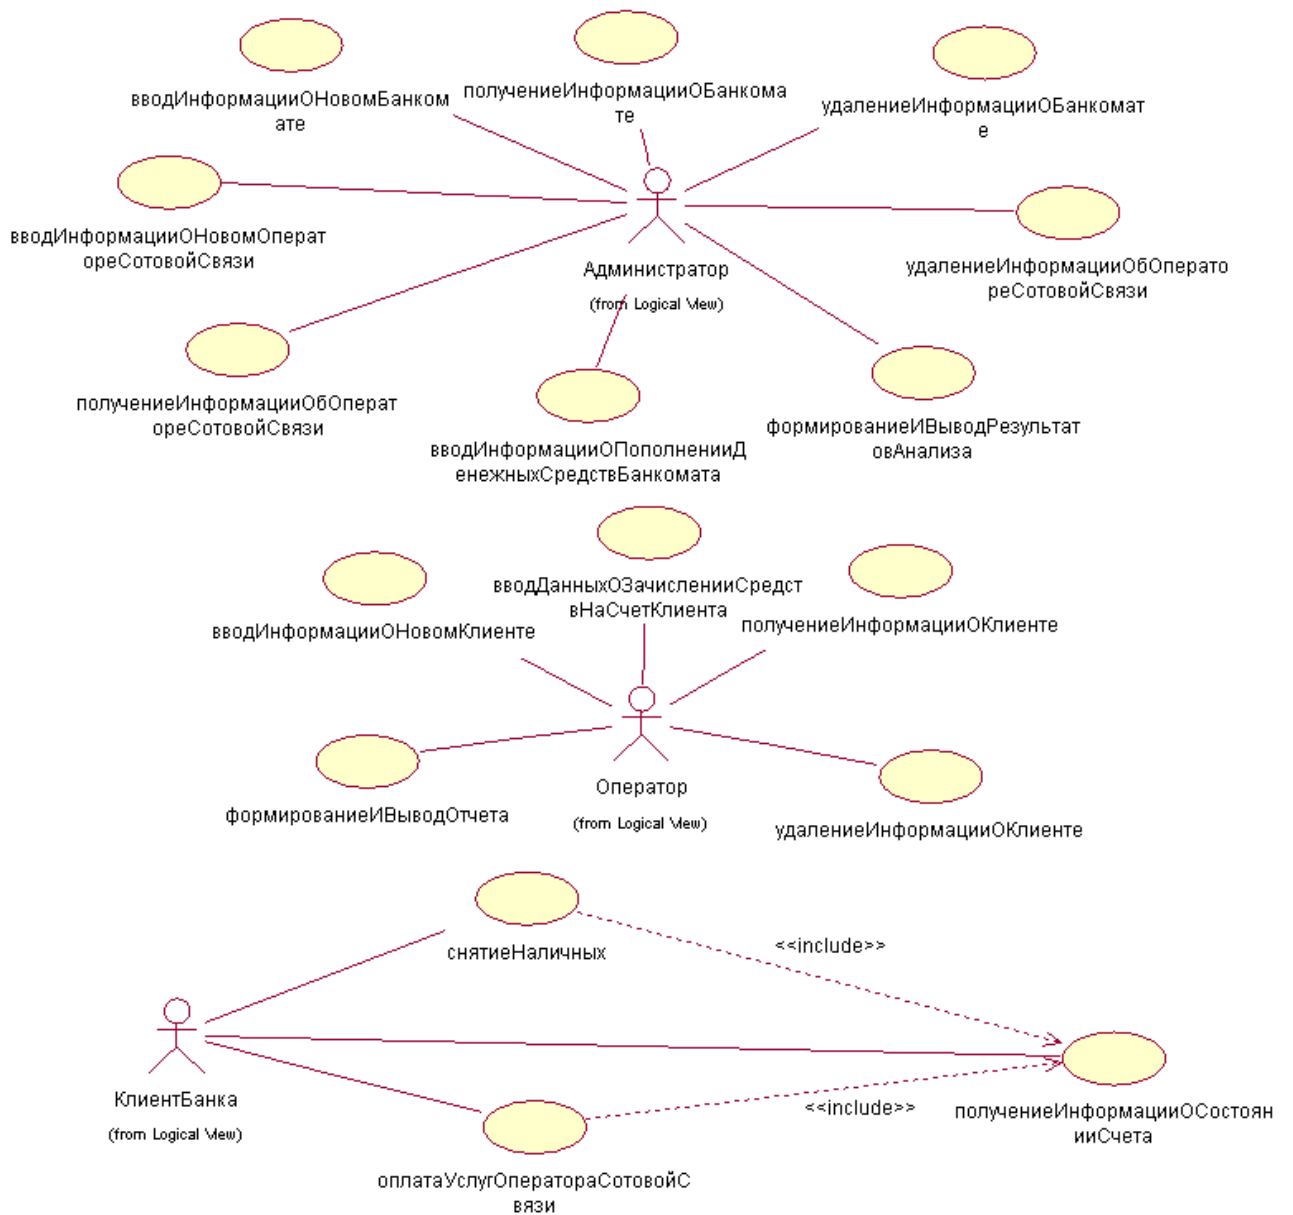 вводИнформацииОНовомБанком
ате
получениеИнформацииОБанкома
те
удалениеИнформацииОБанкомат
е
вводИнформацииОНовомОперат
ореСотовойСвязи
Администратор
(from Logical View)
удалениеИнформацииОбОперато
реСотовойСвязи
получениеИнформацииОбОперат
ореСотовойСвязи
вводИнформацииОПополненииД
енежныхСредствБанкомата
формированиеИВыводРезультат
овАнализа
вводДанныхОЗачисленииСредст
вНаСчетКлиента
вводИнформацииОНовомКлиенте
получениеИнформацииОКлиенте
Оператор
(from Logical View)
формированиеИВыводОтчета
удалениеИнформацииОКлиенте
снятиеНаличных
<<include>>
КлиентБанка
(from Logical View)
<<include>>
получениеИнформацииОСостоян
ииСчета
оплатаУслугОператораСотовойС
вязи